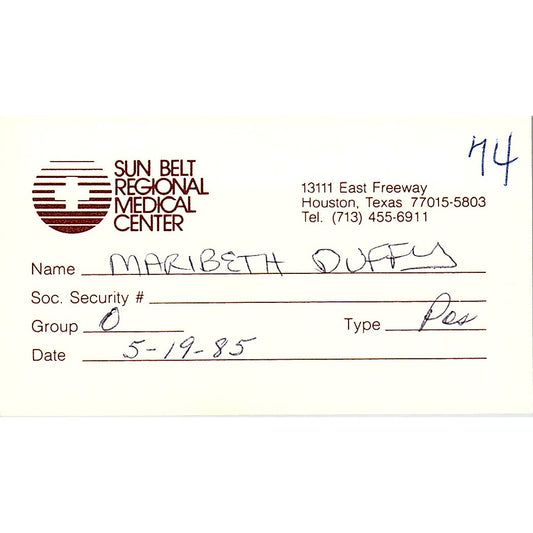 74
SUN BELT
REGIONAL
MEDICAL
CENTER
13111 East Freeway
Houston, Texas 77015-5803
Tel. (713) 455-6911
Name MARIBETH DUFFY
Soc. Security #
Group O
Type Pos
Date 5-19-85